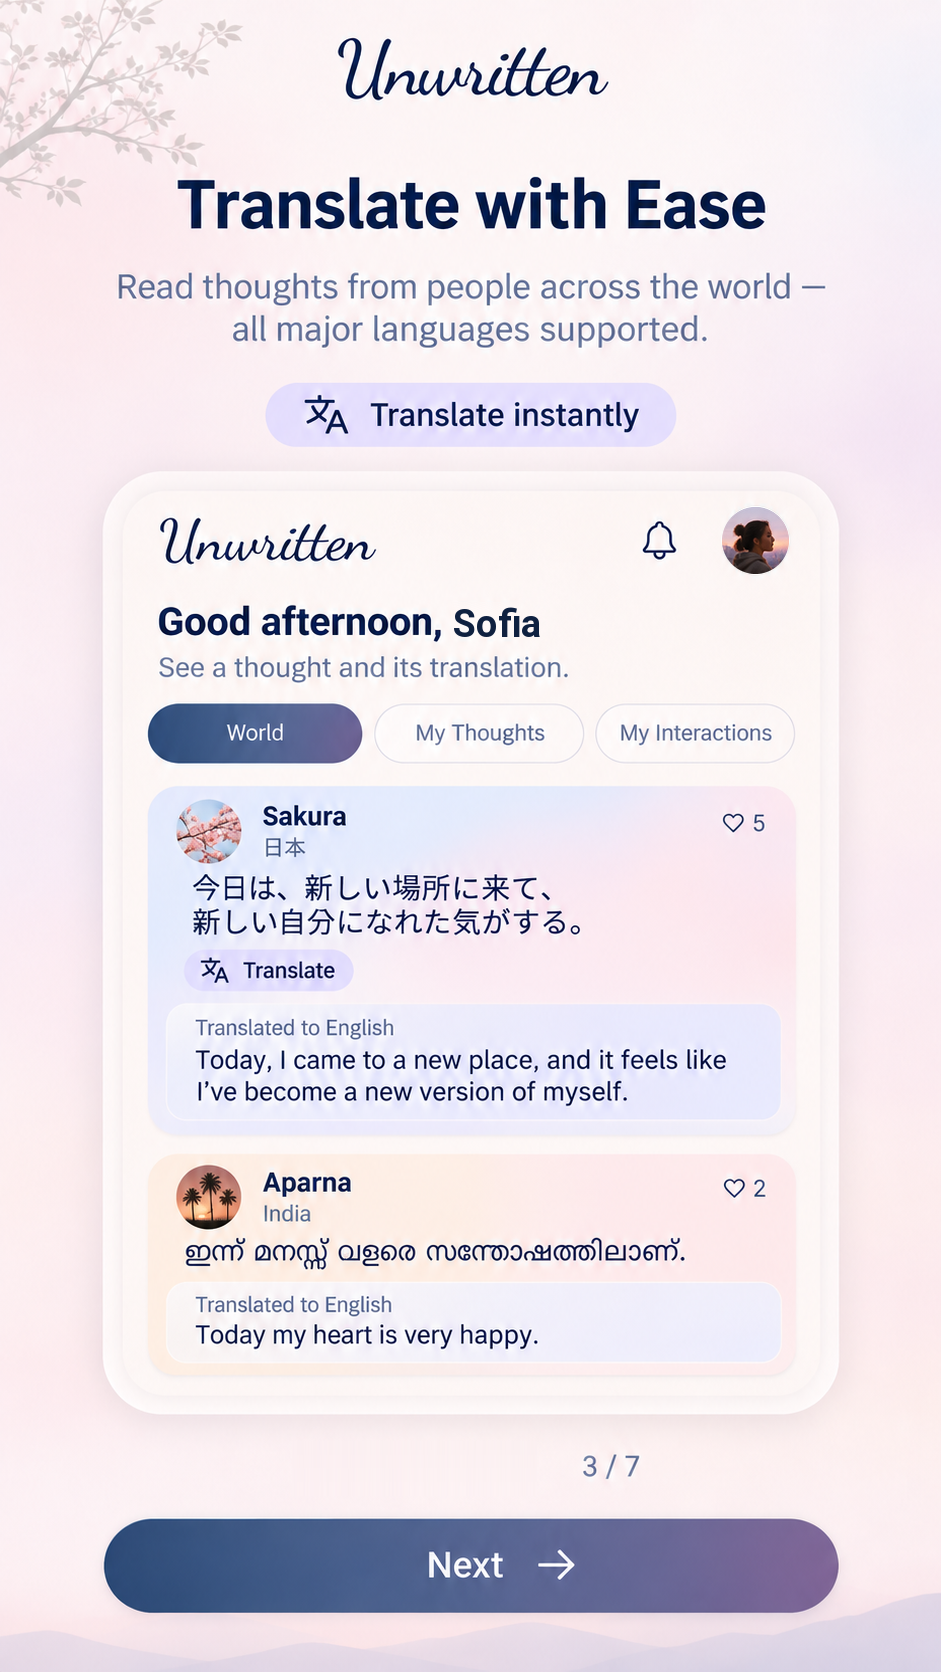 Unwritten
Translate with Ease
Read thoughts from people across the world —
all major languages supported.
Translate instantly
Unwritten
Good afternoon, Sofia
See a thought and its translation.
World
My Thoughts
My Interactions
Sakura
5
日本
今日は、新しい場所に来て、
新しい自分になれた気がする。
Translate
Translated to English
Today, I came to a new place, and it feels like
I’ve become a new version of myself.
Aparna
2
India
ഇന്ന് മനസ്സ് വളരെ സന്തോഷത്തിലാണ്.
Translated to English
Today my heart is very happy.
3 / 7
Next